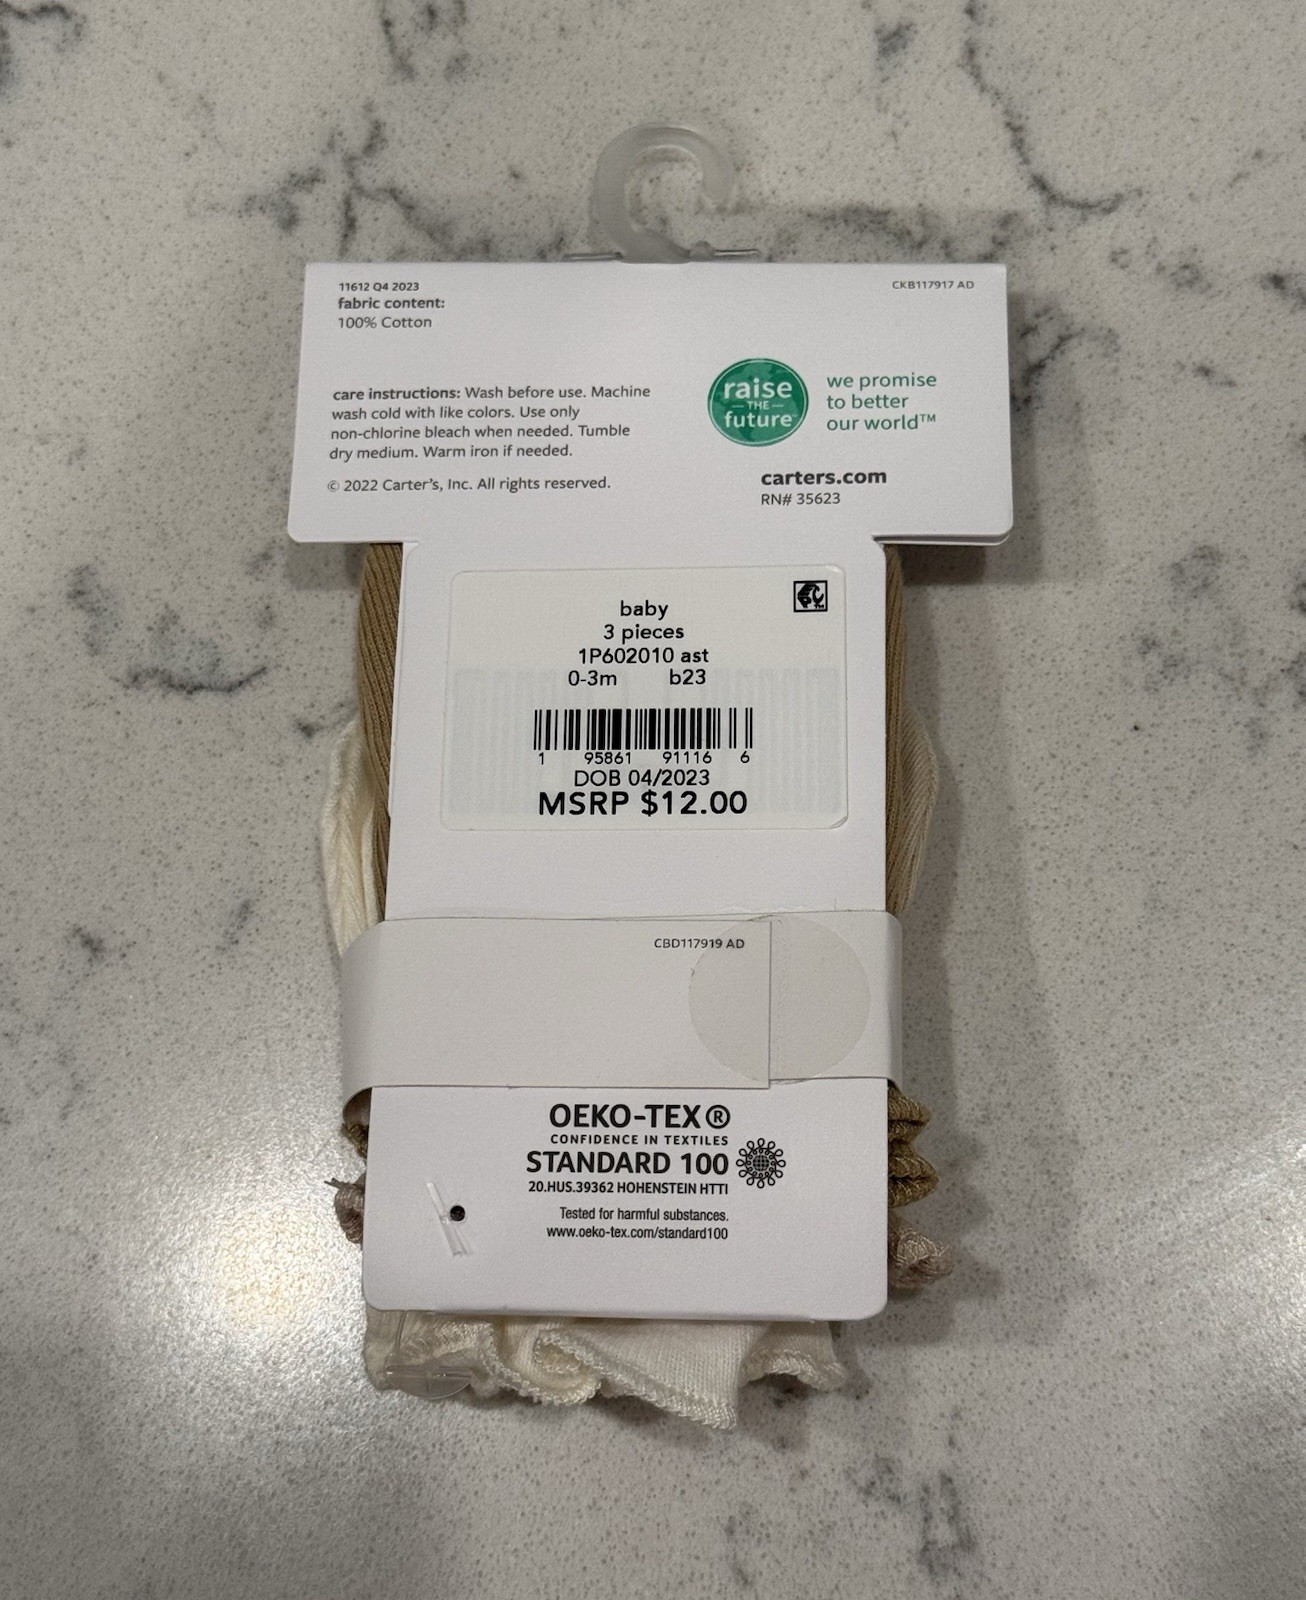 11612 Q4 2023
CKB117917 AD
fabric content:
100% Cotton
care instructions: Wash before use. Machine
wash cold with like colors. Use only
non-chlorine bleach when needed. Tumble
dry medium. Warm iron if needed.
© 2022 Carter's, Inc. All rights reserved.
raise
THE
future
we promise
to better
our world™
carters.com
RN# 35623
baby
3 pieces
1P602010 ast
0-3m b23
1 95861 91116 6
DOB 04/2023
MSRP $12.00
CBD117919 AD
OEKO-TEX®
CONFIDENCE IN TEXTILES
STANDARD 100
20.HUS.39362 HOHENSTEIN HTTI
Tested for harmful substances.
www.oeko-tex.com/standard100